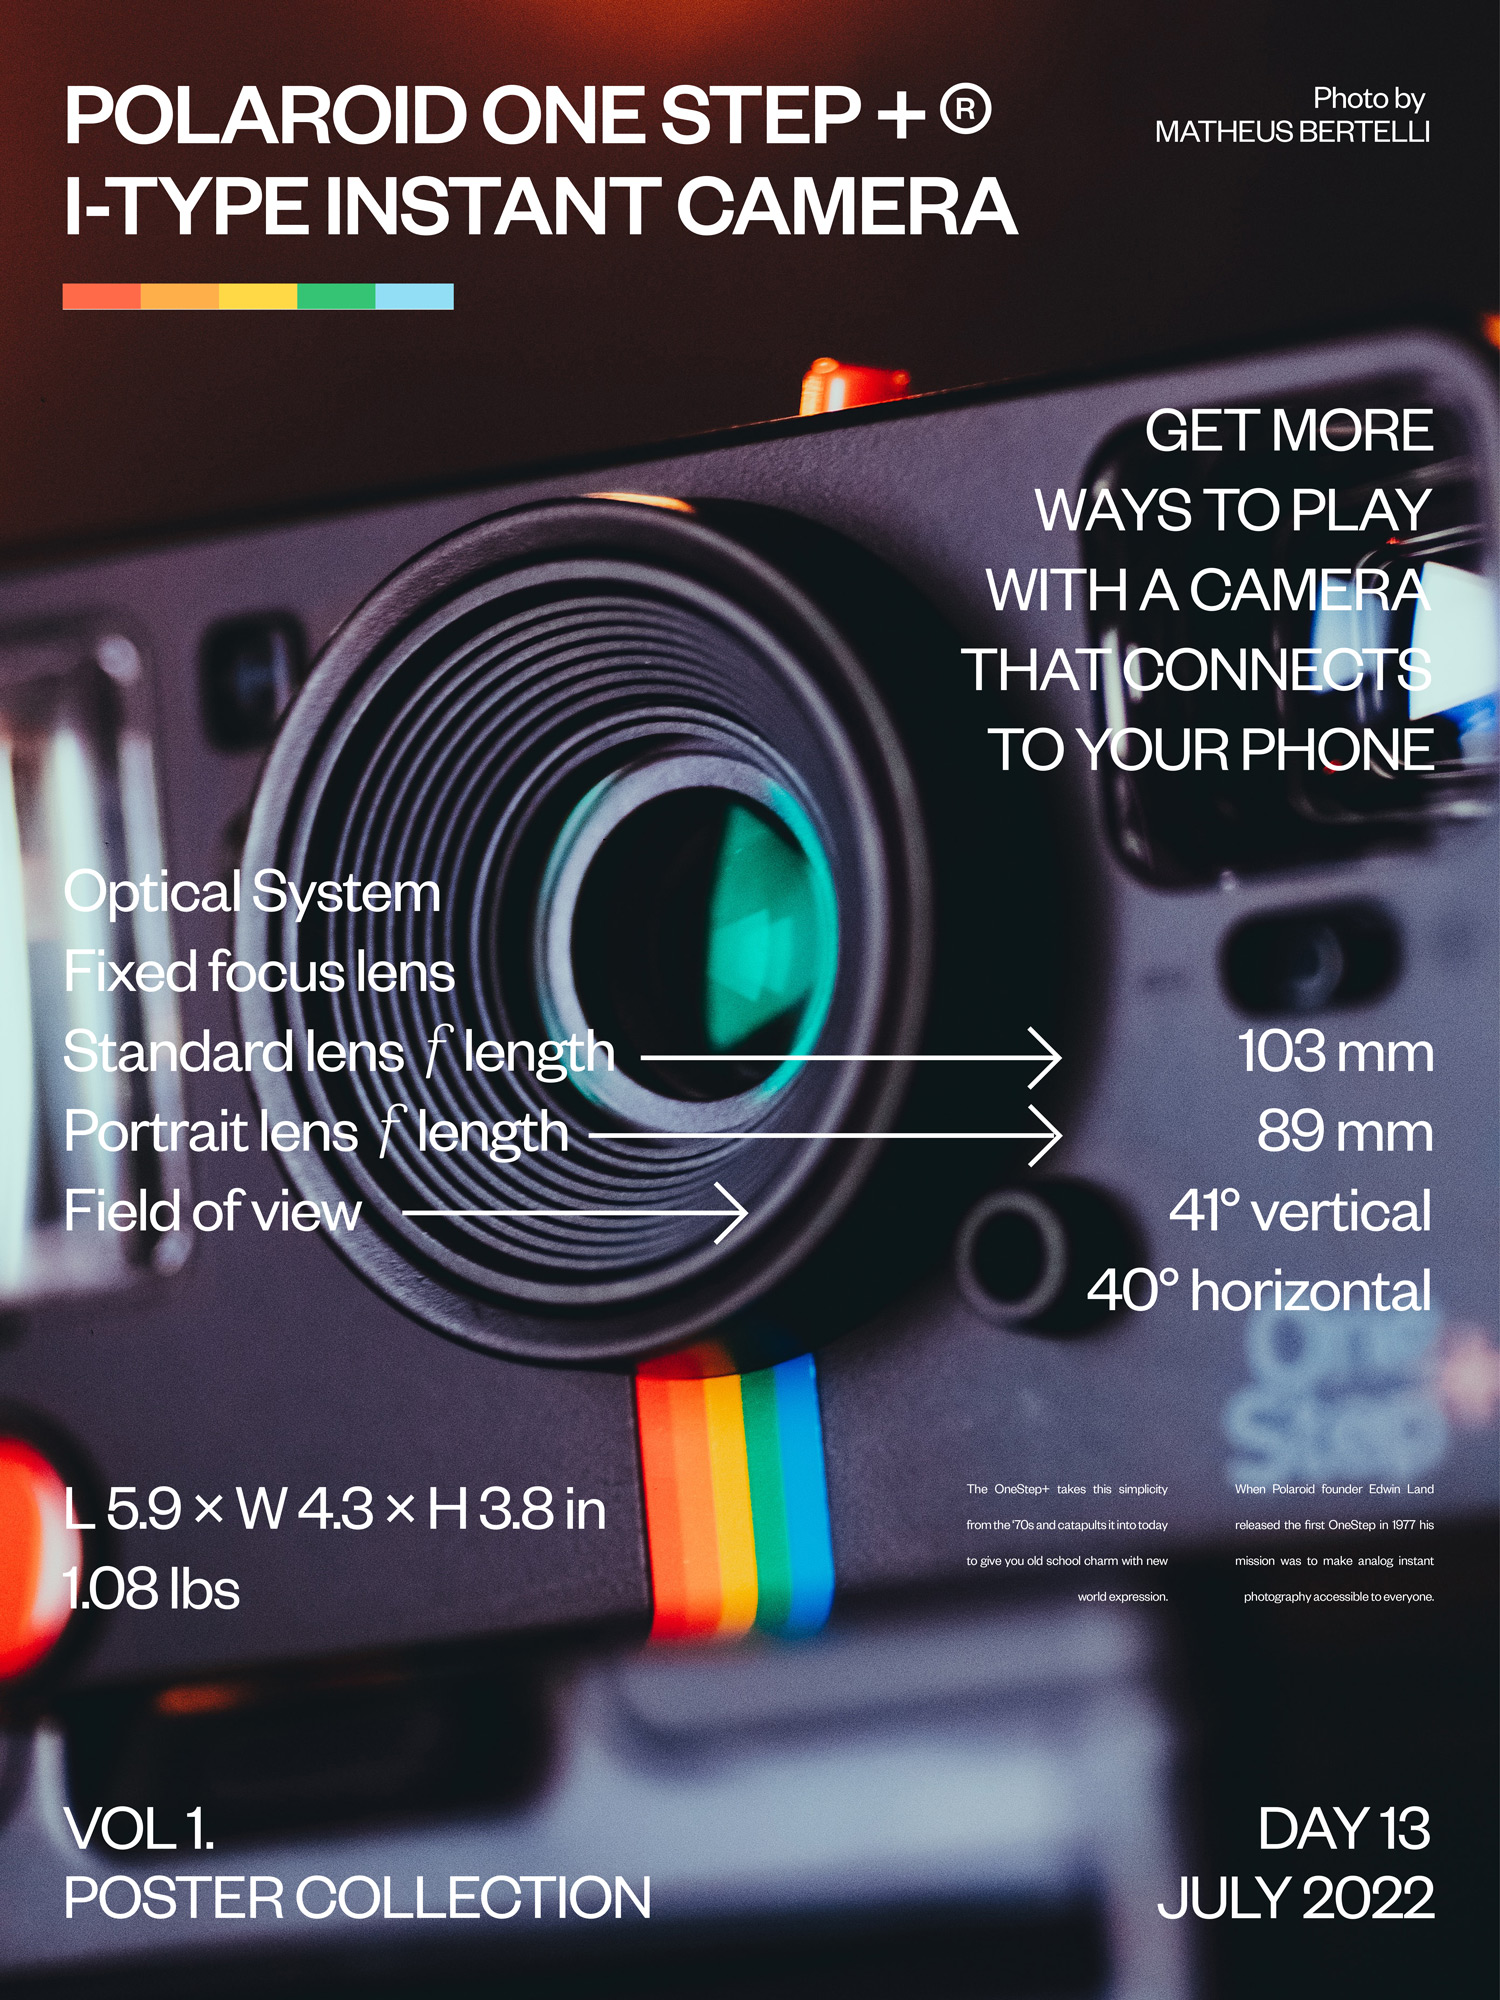 POLAROID ONE STEP + ®
I-TYPE INSTANT CAMERA
Photo by
MATHEUS BERTELLI
GET MORE
WAYS TO PLAY
WITH A CAMERA
THAT CONNECTS
TO YOUR PHONE
Optical System
Fixed focus lens
Standard lens f length → 103 mm
Portrait lens f length → 89 mm
Field of view → 41° vertical
40° horizontal
One
Step+
L 5.9 × W 4.3 × H 3.8 in
1.08 lbs
The OneStep+ takes this simplicity
from the ‘70s and catapults it into today
to give you old school charm with new
world expression.
When Polaroid founder Edwin Land
released the first OneStep in 1977 his
mission was to make analog instant
photography accessible to everyone.
VOL 1.
POSTER COLLECTION
DAY 13
JULY 2022